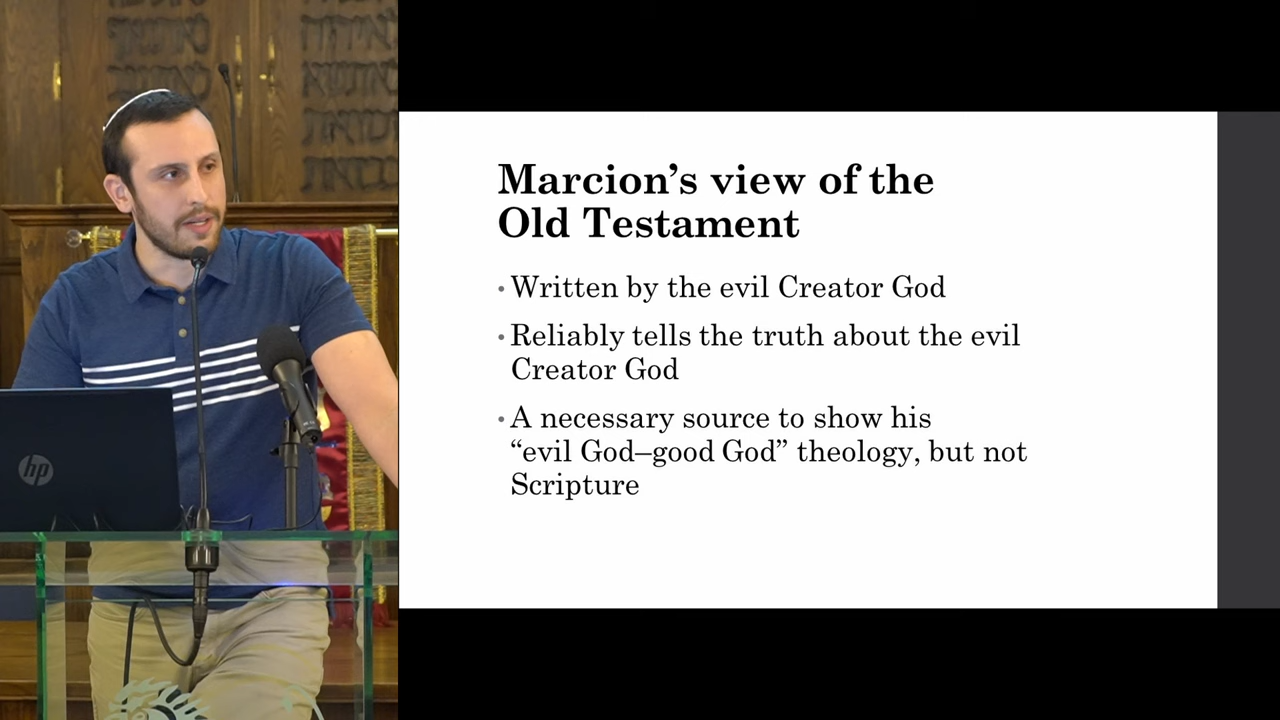 Marcion’s view of the
Old Testament
• Written by the evil Creator God
• Reliably tells the truth about the evil
Creator God
• A necessary source to show his
“evil God–good God” theology, but not
Scripture
hp